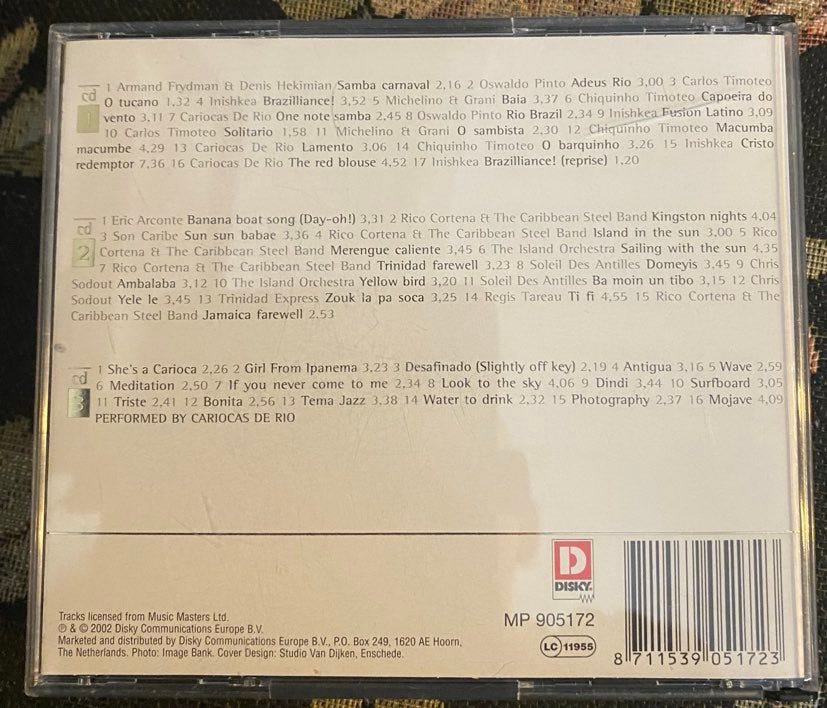 cd 1
1 Armand Frydman & Denis Hekimian Samba carnaval 2,16 2 Oswaldo Pinto Adeus Rio 3,00 3 Carlos Timoteo
O tucano 1,32 4 Inishkea Brazilliance! 3,52 5 Michelino & Grani Baia 3,37 6 Chiquinho Timoteo Capoeira do
vento 3,11 7 Cariocas De Rio One note samba 2,45 8 Oswaldo Pinto Rio Brazil 2,34 9 Inishkea Fusion Latino 3,09
10 Carlos Timoteo Solitario 1,58 11 Michelino & Grani O sambista 2,30 12 Chiquinho Timoteo Macumba
macumbe 4,29 13 Cariocas De Rio Lamento 3,06 14 Chiquinho Timoteo O barquinho 3,26 15 Inishkea Cristo
redemptor 7,36 16 Cariocas De Rio The red blouse 4,52 17 Inishkea Brazilliance! (reprise) 1,20
cd 2
1 Eric Arconte Banana boat song (Day-oh!) 3,31 2 Rico Cortena & The Caribbean Steel Band Kingston nights 4,04
3 Son Caribe Sun sun babae 3,36 4 Rico Cortena & The Caribbean Steel Band Island in the sun 3,00 5 Rico
Cortena & The Caribbean Steel Band Merengue caliente 3,45 6 The Island Orchestra Sailing with the sun 4,35
7 Rico Cortena & The Caribbean Steel Band Trinidad farewell 3,23 8 Soleil Des Antilles Domeyis 3,45 9 Chris
Sodout Ambalaba 3,12 10 The Island Orchestra Yellow bird 3,20 11 Soleil Des Antilles Ba moin un tibo 3,15 12 Chris
Sodout Yele le 3,45 13 Trinidad Express Zouk la pa soca 3,25 14 Regis Tareau Ti fi 4,55 15 Rico Cortena & The
Caribbean Steel Band Jamaica farewell 2.53
cd 3
1 She's a Carioca 2,26 2 Girl From Ipanema 3,23 3 Desafinado (Slightly off key) 2,19 4 Antigua 3,16 5 Wave 2,59
6 Meditation 2,50 7 If you never come to me 2,34 8 Look to the sky 4,06 9 Dindi 3,44 10 Surfboard 3,05
11 Triste 2,41 12 Bonita 2,56 13 Tema Jazz 3,38 14 Water to drink 2,32 15 Photography 2,37 16 Mojave 4,09
PERFORMED BY CARIOCAS DE RIO
D
DISKY
Tracks licensed from Music Masters Ltd.
℗ & © 2002 Disky Communications Europe B.V.
Marketed and distributed by Disky Communications Europe B.V., P.O. Box 249, 1620 AE Hoorn,
The Netherlands. Photo: Image Bank. Cover Design: Studio Van Dijken, Enschede.
MP 905172
LC 11955
8 711539 051723